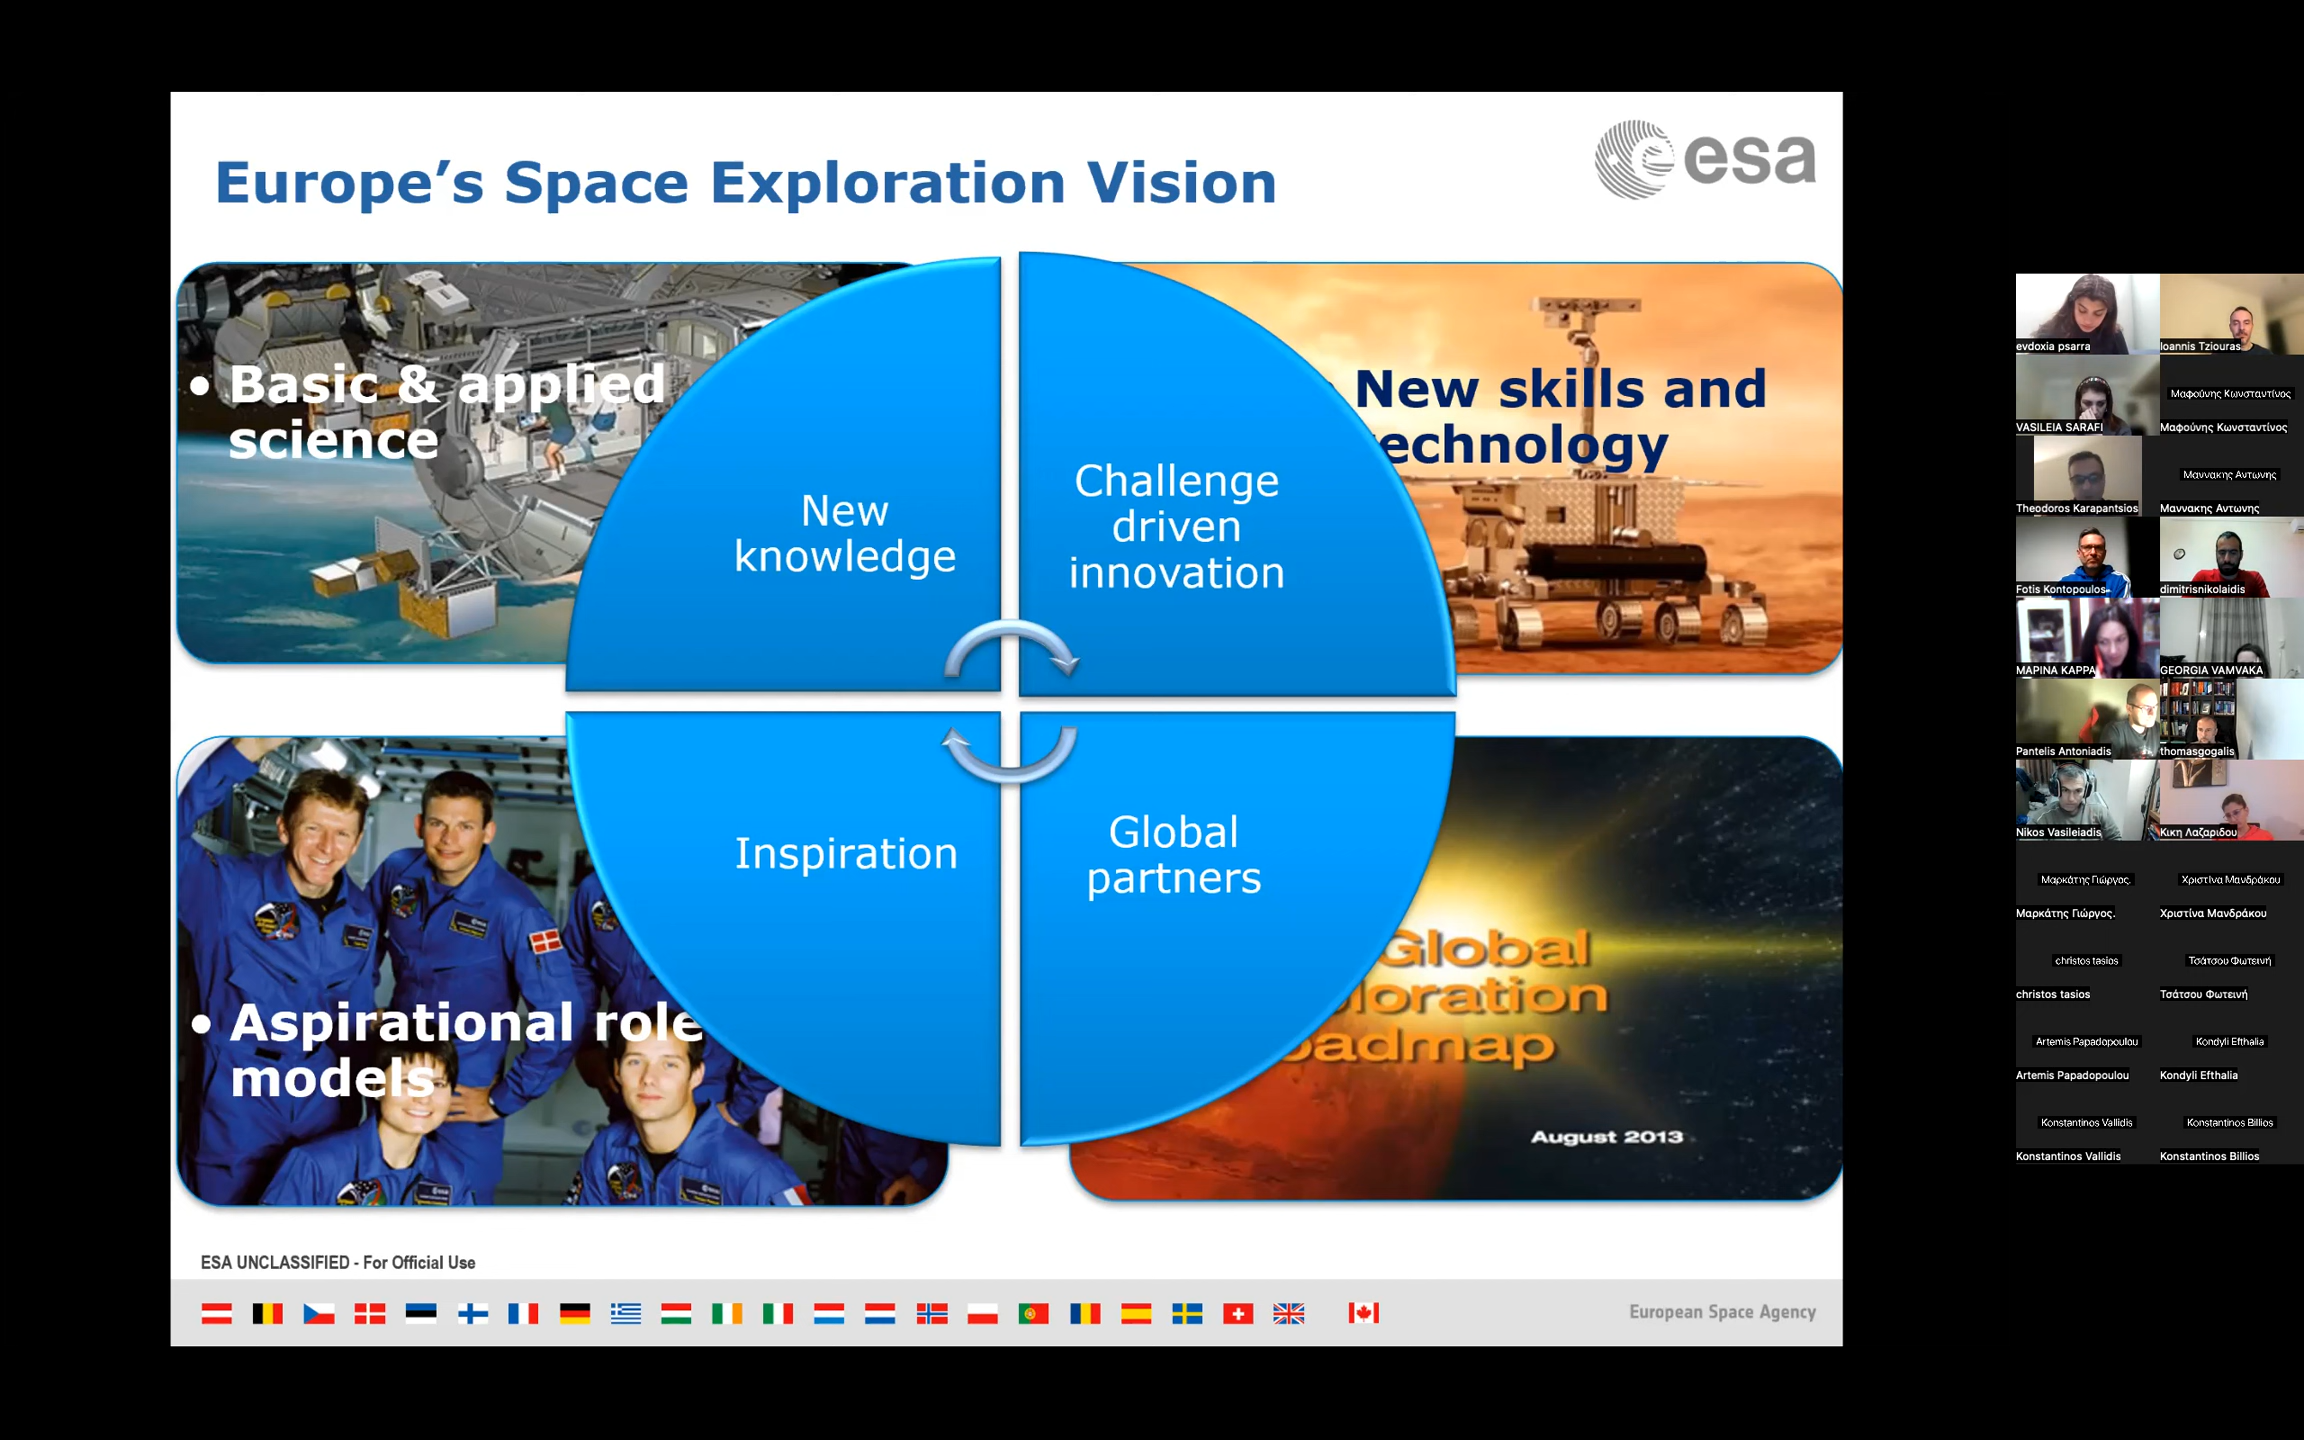 Europe's Space Exploration Vision
esa
• Basic & applied
science
New skills and
echnology
New
knowledge
Challenge
driven
innovation
Inspiration
Global
partners
• Aspirational role
models
Global
loration
oadmap
August 2013
ESA UNCLASSIFIED - For Official Use
European Space Agency
evdoxia psarra
Ioannis Tziouras
VASILEIA SARAFI
Μαφούνης Κωνσταντίνος
Μαφούνης Κωνσταντίνος
Theodoros Karapantsios
Μαννακης Αντωνης
Μαννακης Αντωνης
Fotis Kontopoulos
dimitrisnikolaidis
ΜΑΡΙΝΑ ΚΑΡΡΑ
GEORGIA VAMVAKA
Pantelis Antoniadis
thomasgogalis
Nikos Vasileiadis
Κικη Λαζαριδου
Μαρκάτης Γιώργος.
Χριστίνα Μανδράκου
Μαρκάτης Γιώργος.
Χριστίνα Μανδράκου
christos tasios
Τσάτσου Φωτεινή
christos tasios
Τσάτσου Φωτεινή
Artemis Papadopoulou
Kondyli Efthalia
Artemis Papadopoulou
Kondyli Efthalia
Konstantinos Vallidis
Konstantinos Billios
Konstantinos Vallidis
Konstantinos Billios